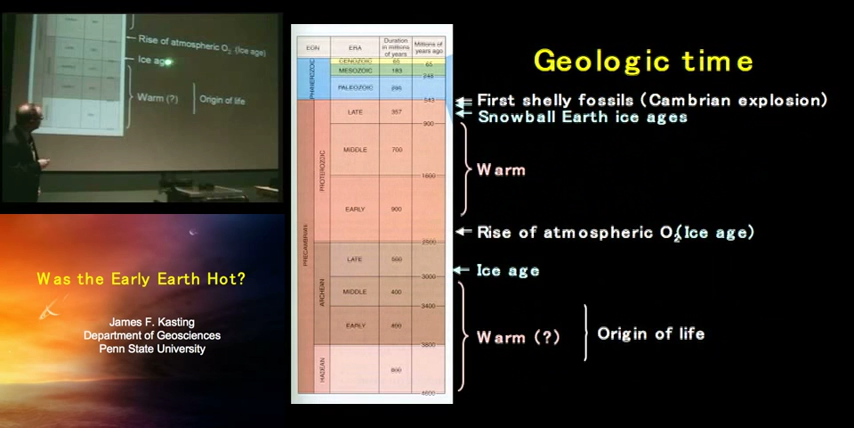 Rise of atmospheric O2 (Ice age)
Ice age
Warm (?)
Origin of life
Was the Early Earth Hot?
James F. Kasting
Department of Geosciences
Penn State University
EON
ERA
Duration
in millions
of years
Millions of
years ago
PHANEROZOIC
CENOZOIC
65
65
MESOZOIC
183
248
PALEOZOIC
295
543
PRECAMBRIAN
PROTEROZOIC
LATE
357
900
MIDDLE
700
1600
EARLY
900
2500
ARCHEAN
LATE
500
3000
MIDDLE
400
3400
EARLY
HADEAN
800
4600
Geologic time
First shelly fossils (Cambrian explosion)
Snowball Earth ice ages
Warm
Rise of atmospheric O2(Ice age)
Ice age
Warm (?)
Origin of life